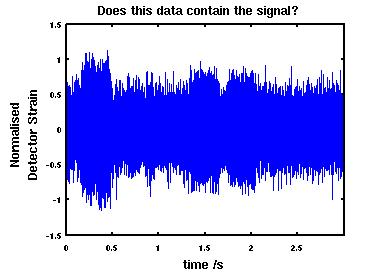 Does this data contain the signal?
1.5
1
0.5
0
-0.5
-1
-1.5
Normalised
Detector Strain
0 0.5 1 1.5 2 2.5
time /s